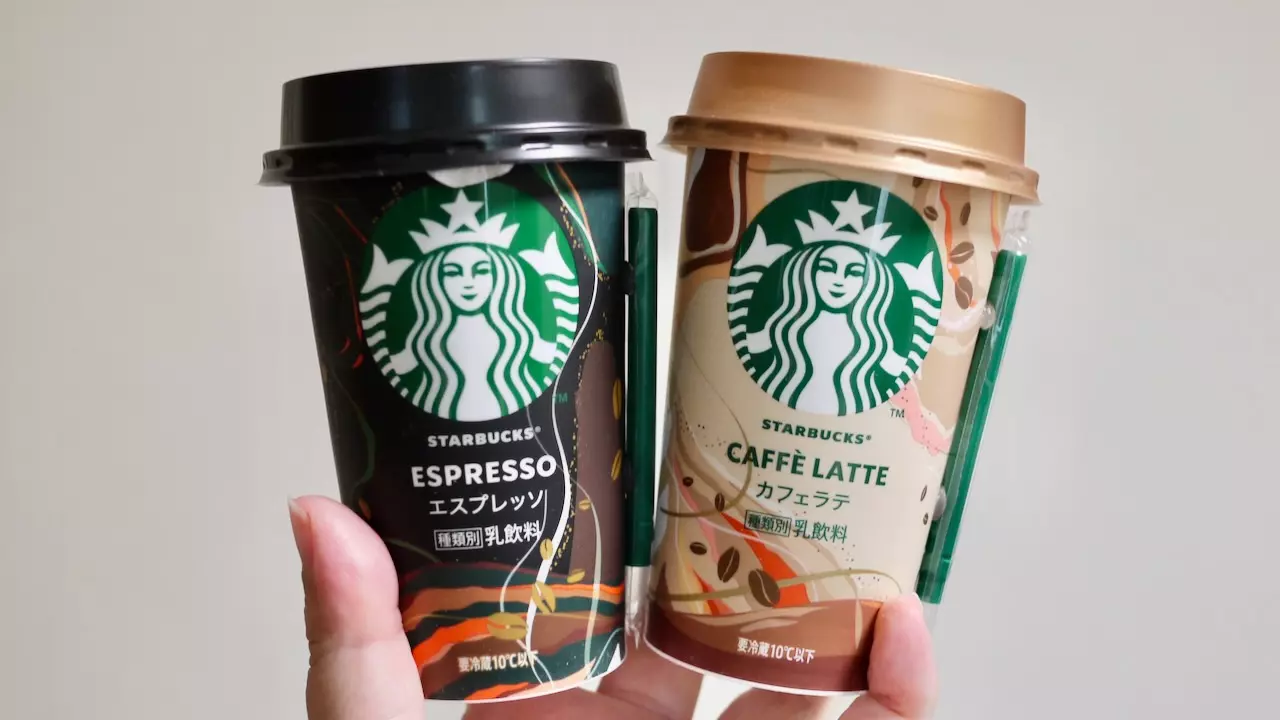 TM
STARBUCKS®
ESPRESSO
エスプレッソ
種類別 乳飲料
要冷蔵10℃以下
TM
STARBUCKS®
CAFFÈ LATTE
カフェラテ
種類別 乳飲料
要冷蔵10℃以下